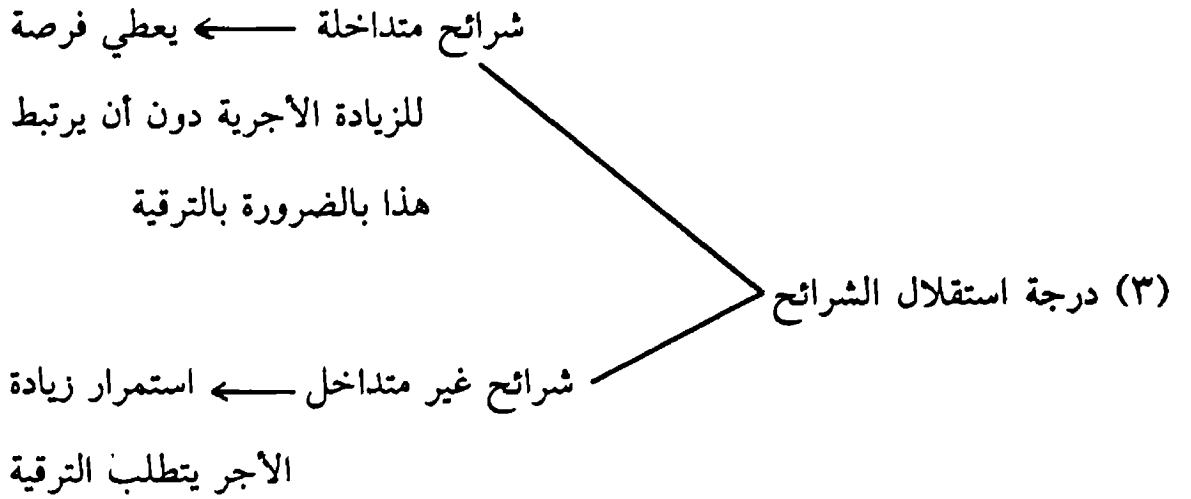 شرائح متداخلة ← يعطي فرصة
للزيادة الأجرية دون أن يرتبط
هذا بالضرورة بالترقية
(٣) درجة استقلال الشرائح
شرائح غير متداخل ← استمرار زيادة
الأجر يتطلب الترقية